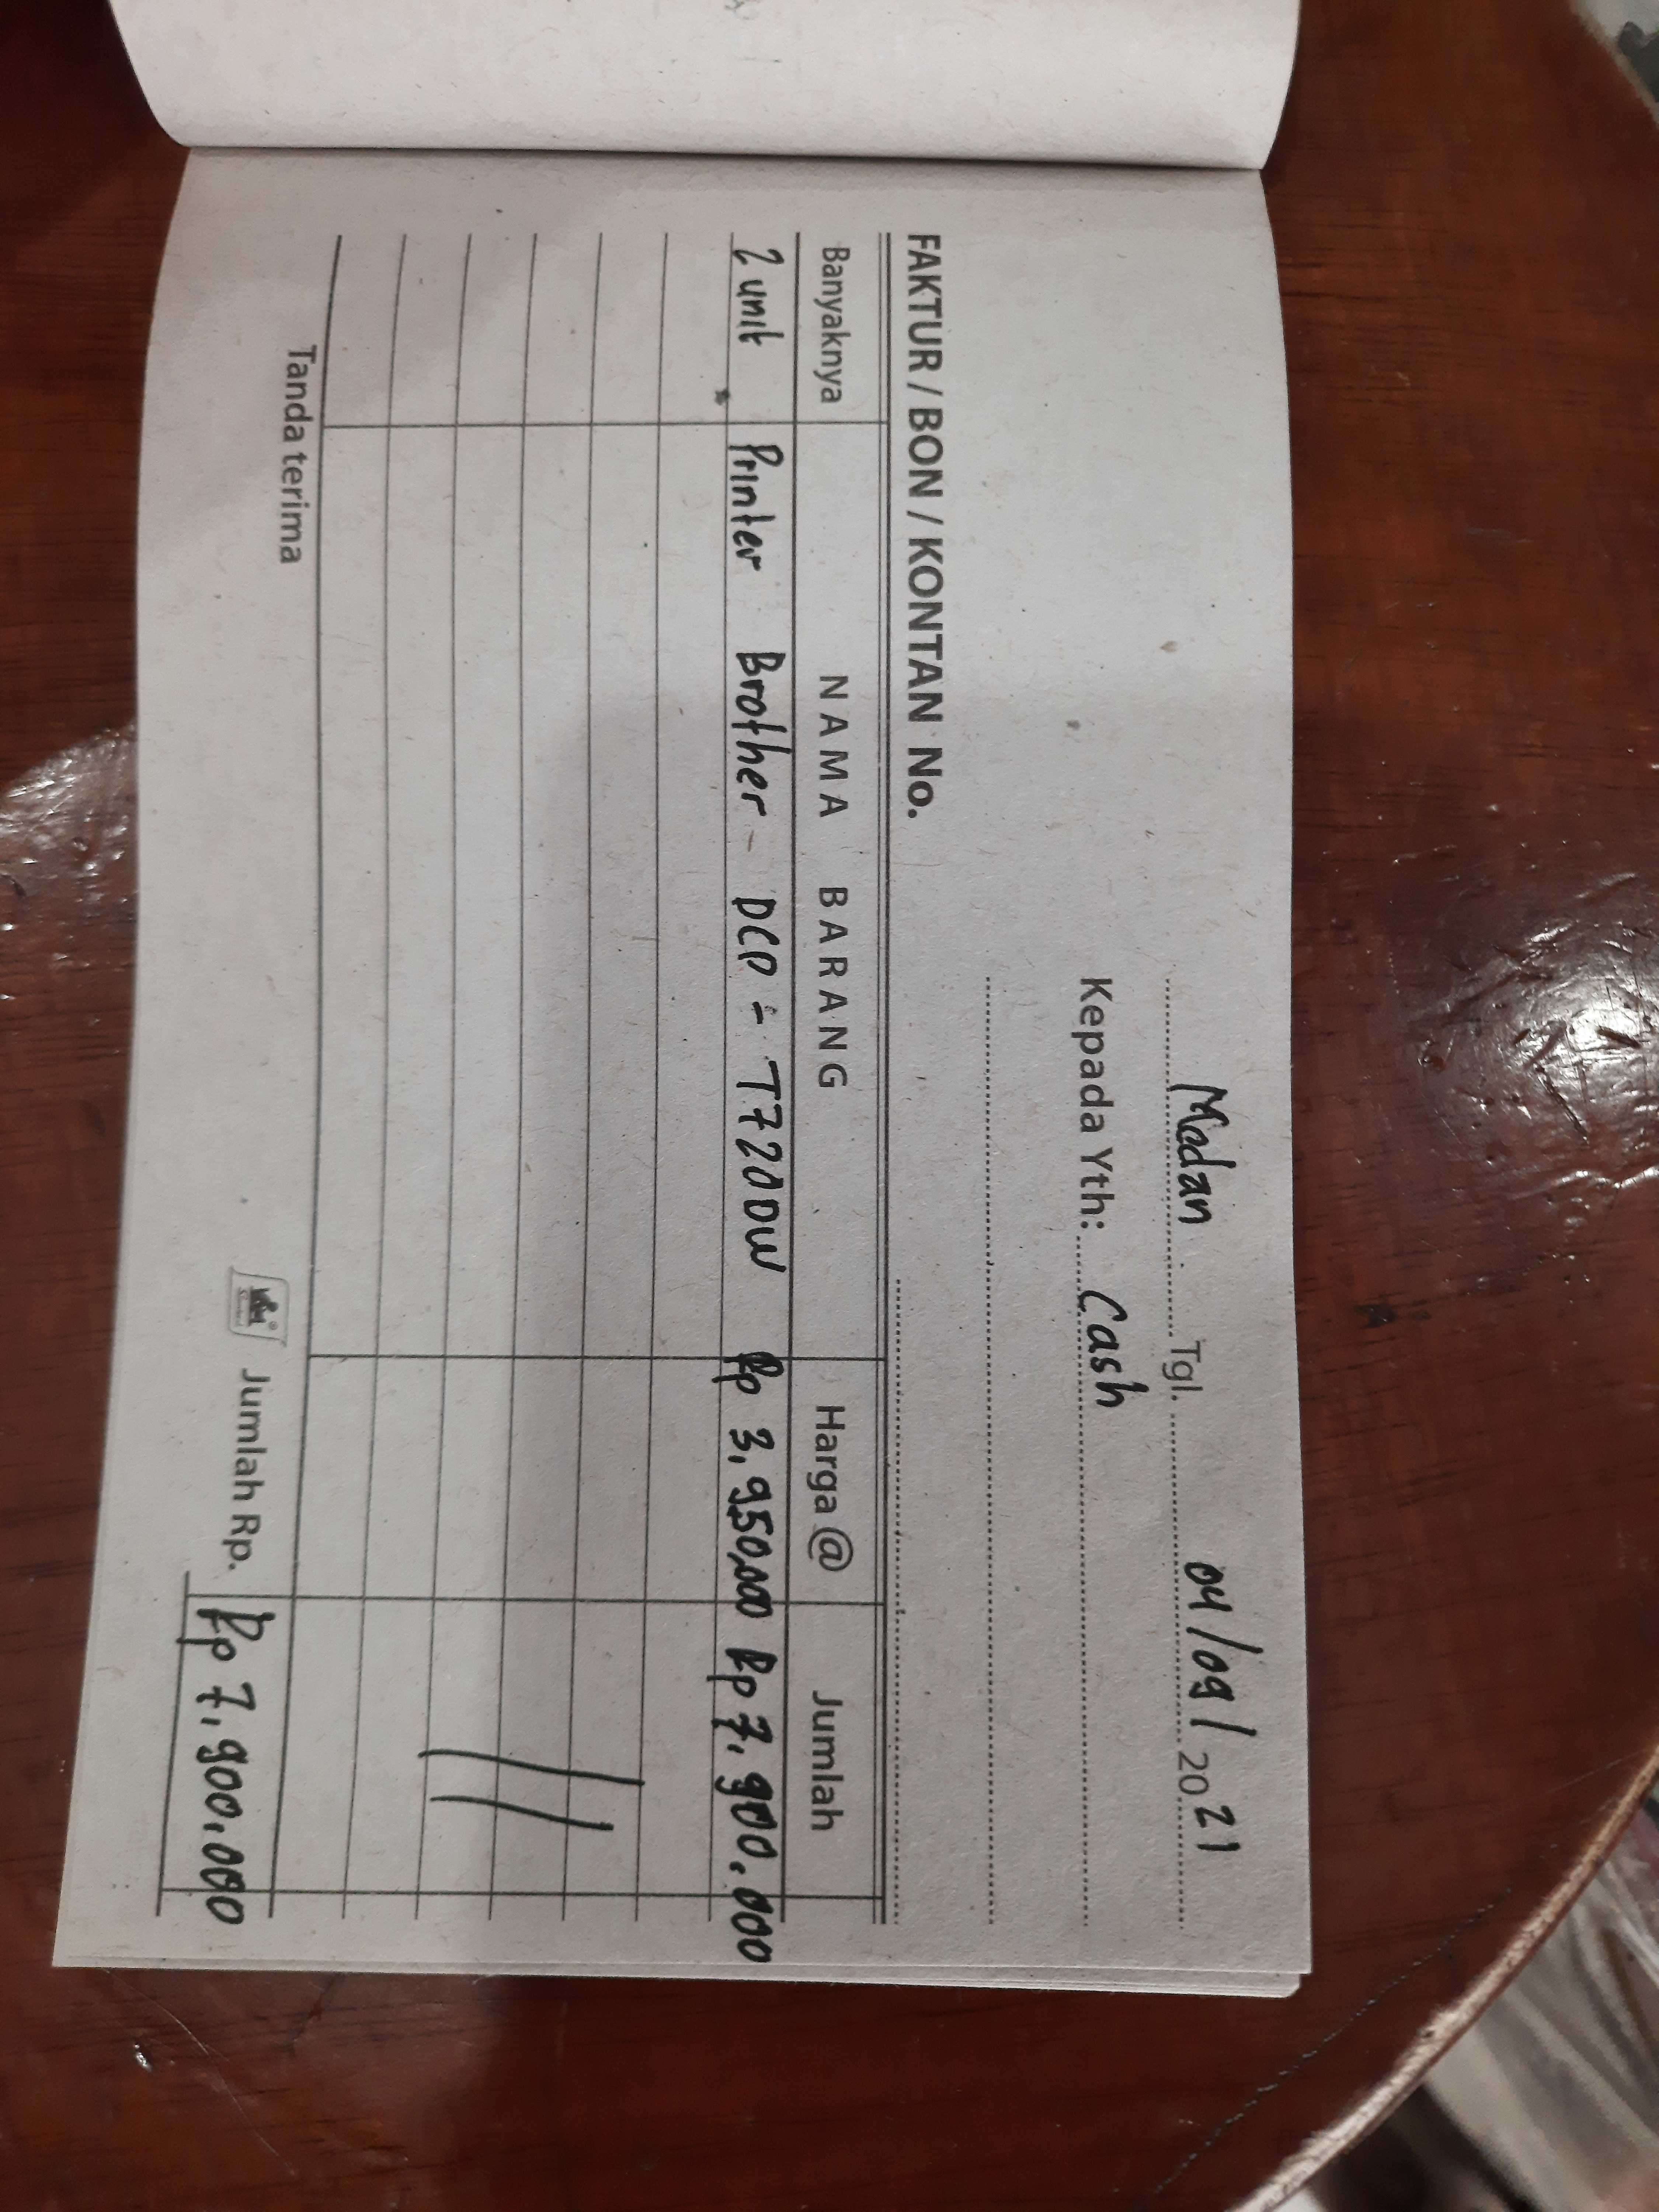 Medan Tgl. 04/09/2021
Kepada Yth: Cash
FAKTUR / BON / KONTAN No.
Banyaknya NAMA BARANG Harga @ Jumlah
2 unit Printer Brother - DCP - T720DW Rp 3.950.000 Rp 7.900.000
Tanda terima Jumlah Rp. Rp 7.900.000